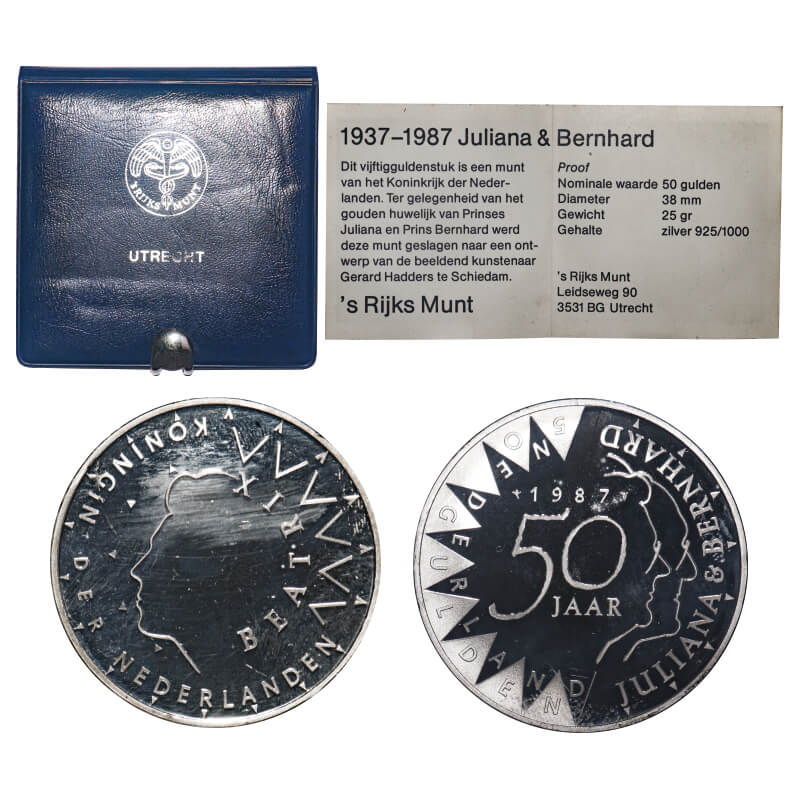 'S RIJKS MUNT
UTRECHT
1937–1987 Juliana & Bernhard
Dit vijftigguldenstuk is een munt
van het Koninkrijk der Neder-
landen. Ter gelegenheid van het
gouden huwelijk van Prinses
Juliana en Prins Bernhard werd
deze munt geslagen naar een ont-
werp van de beeldend kunstenaar
Gerard Hadders te Schiedam.
's Rijks Munt
Proof
Nominale waarde 50 gulden
Diameter 38 mm
Gewicht 25 gr
Gehalte zilver 925/1000
's Rijks Munt
Leidseweg 90
3531 BG Utrecht
BEATRIX
KONINGIN DER NEDERLANDEN
1987
50
JAAR
JULIANA & BERNHARD
NEDERLAND
50 GULDEN